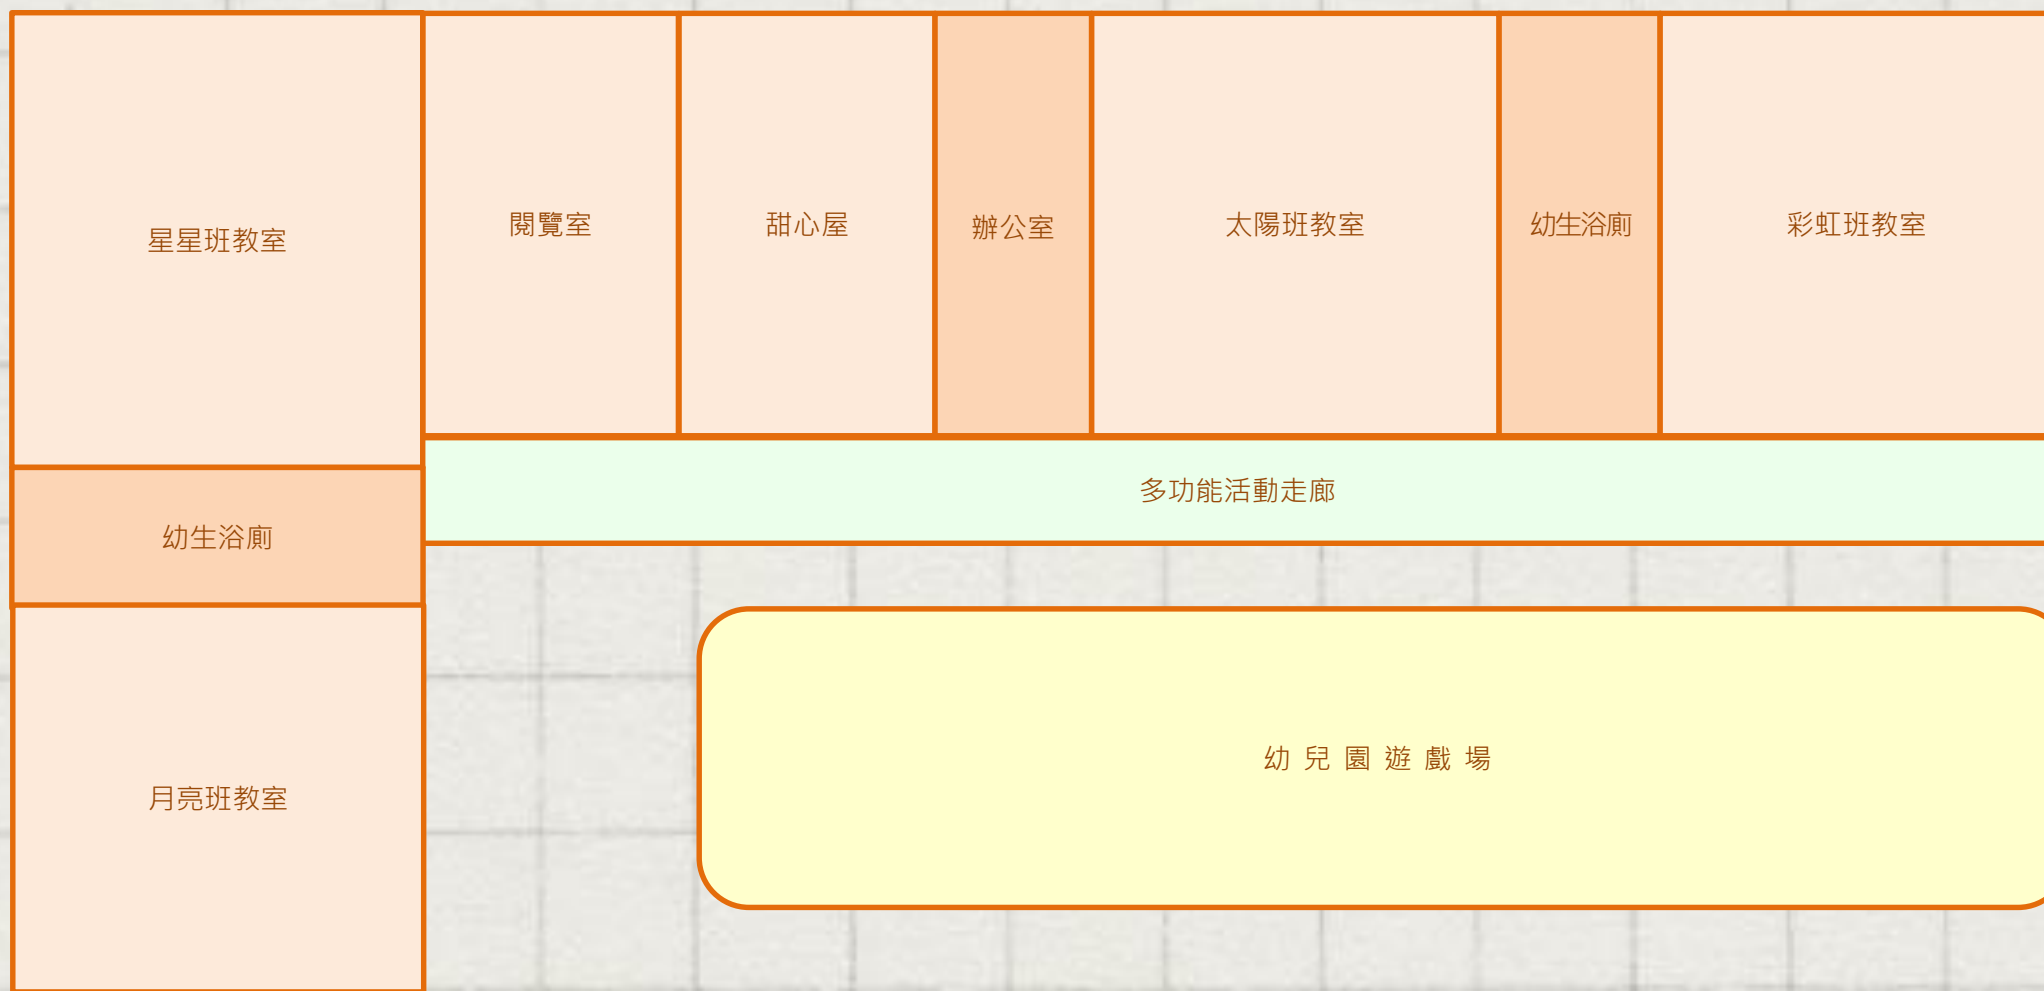 星星班教室
閱覽室
甜心屋
辦公室
太陽班教室
幼生浴廁
彩虹班教室
多功能活動走廊
幼生浴廁
幼兒園遊戲場
月亮班教室